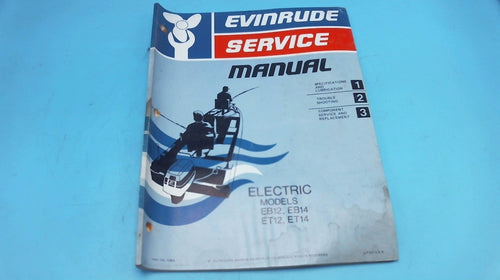 EVINRUDE
SERVICE
MANUAL
SPECIFICATIONS
AND
LUBRICATION 1
TROUBLE
SHOOTING 2
COMPONENT
SERVICE AND
REPLACEMENT 3
ELECTRIC
MODELS
EB12, EB14
ET12, ET14